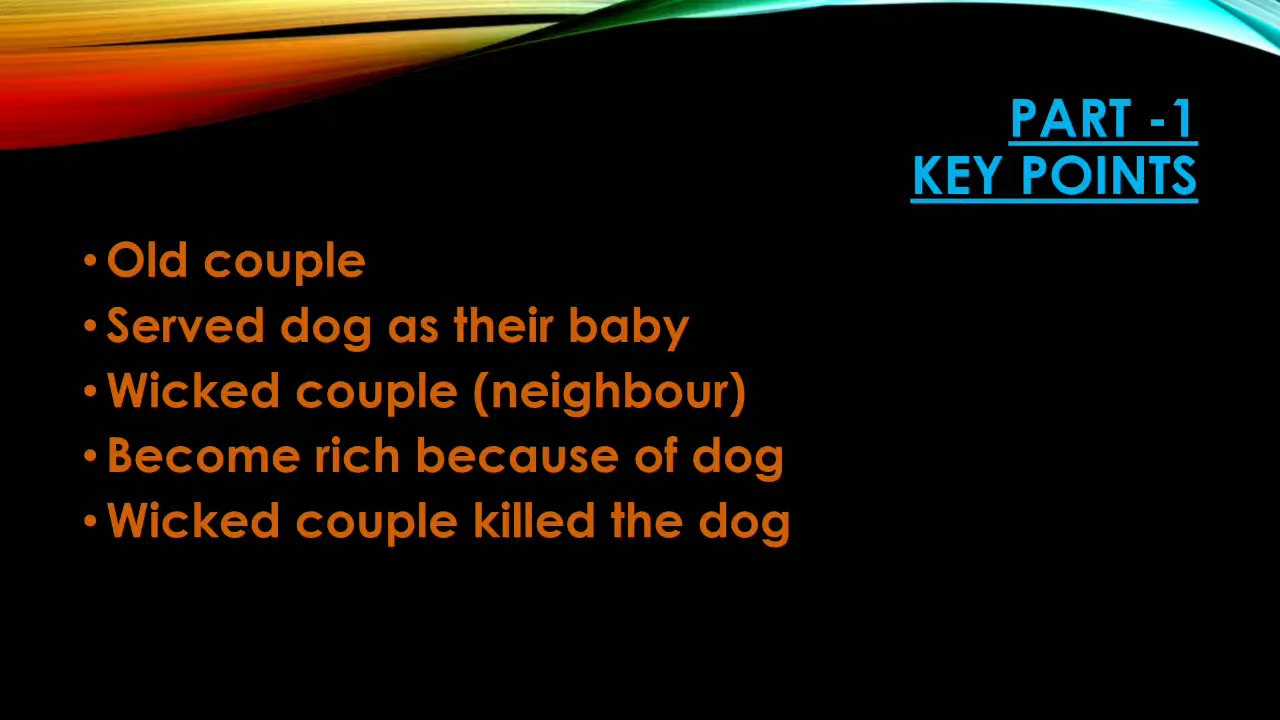 PART -1
KEY POINTS
• Old couple
• Served dog as their baby
• Wicked couple (neighbour)
• Become rich because of dog
• Wicked couple killed the dog